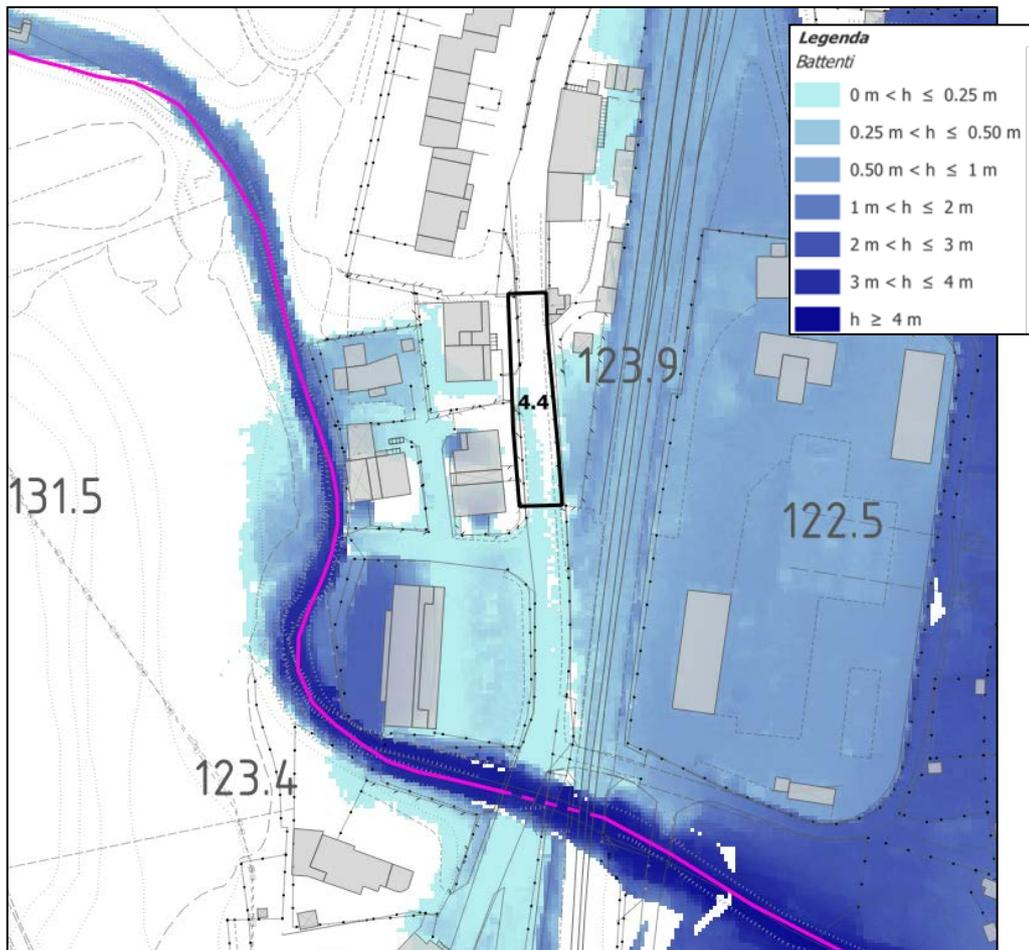 Legenda
Battenti
0 m < h ≤ 0.25 m
0.25 m < h ≤ 0.50 m
0.50 m < h ≤ 1 m
1 m < h ≤ 2 m
2 m < h ≤ 3 m
3 m < h ≤ 4 m
h ≥ 4 m
123.9
4.4
131.5
122.5
123.4